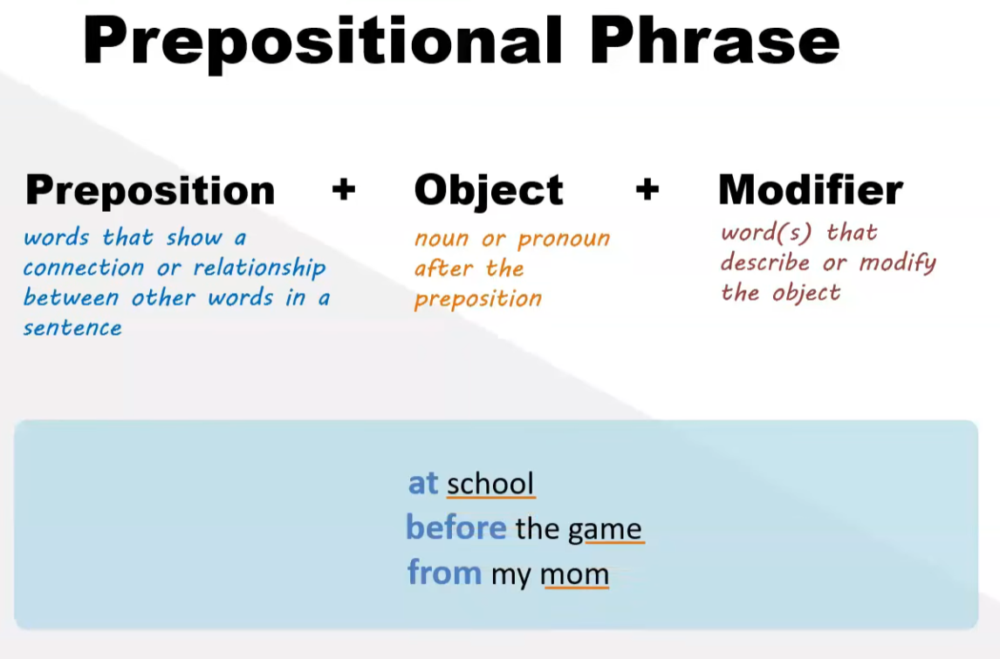 Prepositional Phrase
Preposition + Object + Modifier
words that show a
connection or relationship
between other words in a
sentence
noun or pronoun
after the
preposition
word(s) that
describe or modify
the object
at school
before the game
from my mom